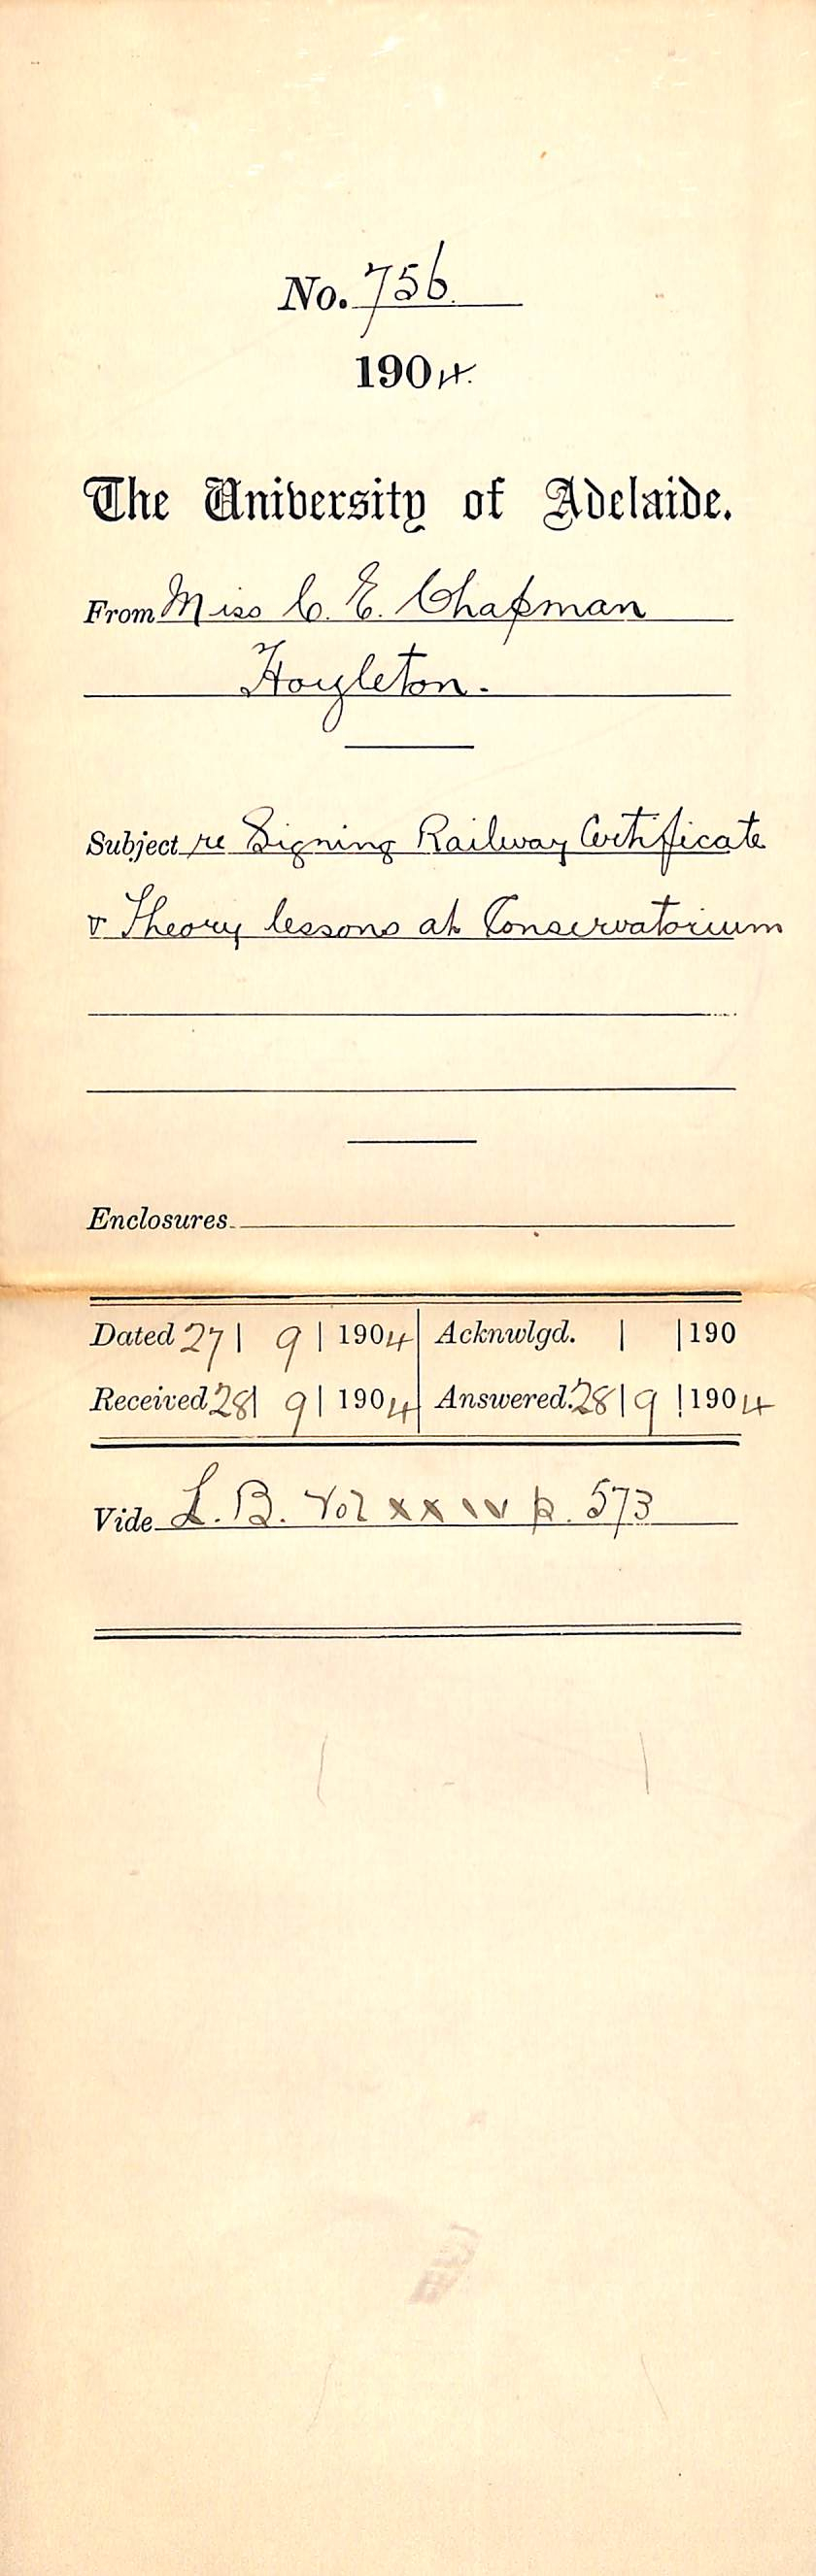 No. 756.
1904.
The University of Adelaide.
From Miss C. E. Chapman
Hoyleton.
Subject re Signing Railway Certificate
& Theory lessons at Conservatorium
Enclosures
Dated 27 | 9 | 1904 Acknwlgd. | | 190
Received 28 | 9 | 1904 Answered. 28 | 9 | 1904
Vide L. B. Vol xxiv p. 573